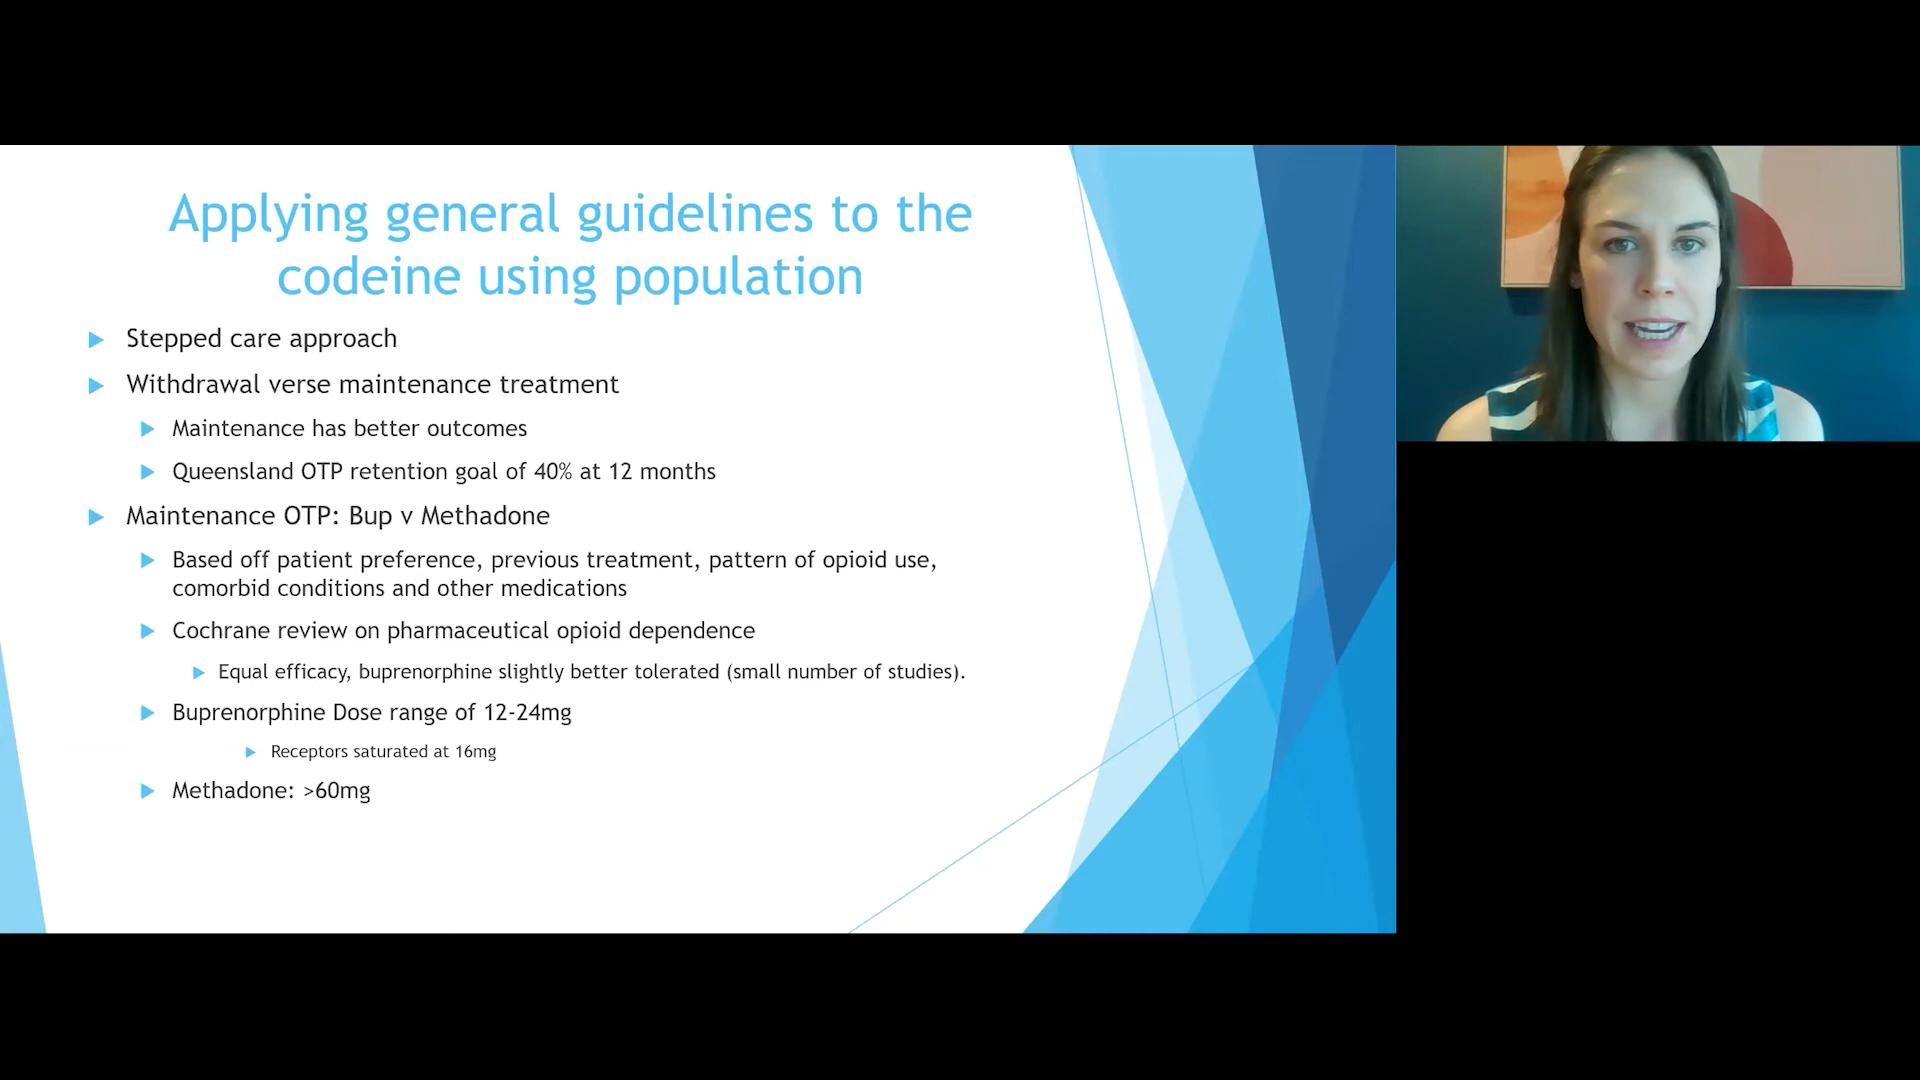 Applying general guidelines to the
codeine using population
Stepped care approach
Withdrawal verse maintenance treatment
Maintenance has better outcomes
Queensland OTP retention goal of 40% at 12 months
Maintenance OTP: Bup v Methadone
Based off patient preference, previous treatment, pattern of opioid use,
comorbid conditions and other medications
Cochrane review on pharmaceutical opioid dependence
Equal efficacy, buprenorphine slightly better tolerated (small number of studies).
Buprenorphine Dose range of 12-24mg
Receptors saturated at 16mg
Methadone: >60mg